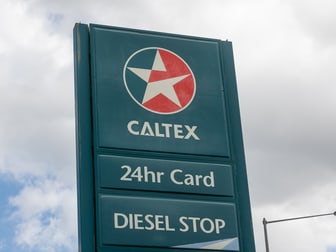 CALTEX
24hr Card
DIESEL STOP